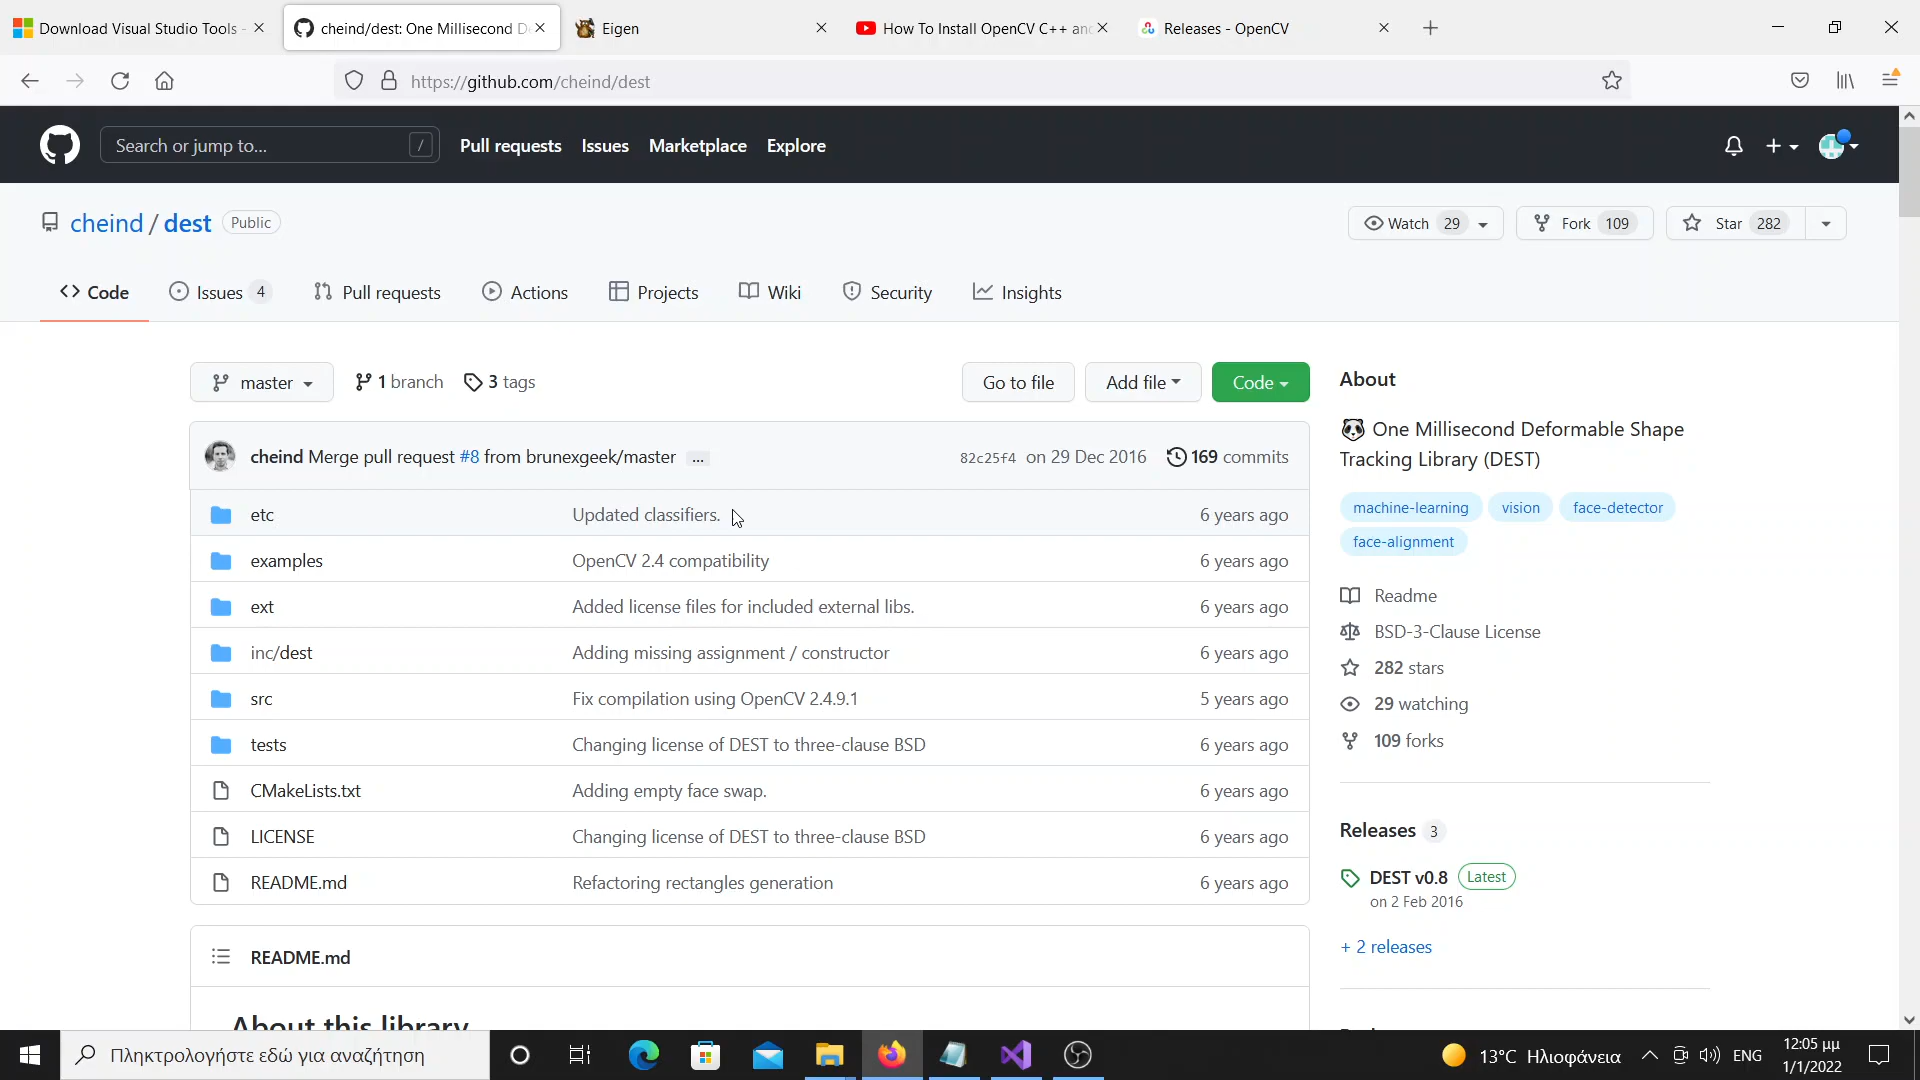 Download Visual Studio Tools -
cheind/dest: One Millisecond D
Eigen
How To Install OpenCV C++ an
Releases - OpenCV
https://github.com/cheind/dest
Search or jump to...
/
Pull requests
Issues
Marketplace
Explore
cheind / dest
Public
Watch 29
Fork 109
Star 282
Code
Issues 4
Pull requests
Actions
Projects
Wiki
Security
Insights
master
1 branch
3 tags
Go to file
Add file
Code
cheind Merge pull request #8 from brunexgeek/master ...
82c25f4 on 29 Dec 2016
169 commits
etc Updated classifiers. 6 years ago
examples OpenCV 2.4 compatibility 6 years ago
ext Added license files for included external libs. 6 years ago
inc/dest Adding missing assignment / constructor 6 years ago
src Fix compilation using OpenCV 2.4.9.1 5 years ago
tests Changing license of DEST to three-clause BSD 6 years ago
CMakeLists.txt Adding empty face swap. 6 years ago
LICENSE Changing license of DEST to three-clause BSD 6 years ago
README.md Refactoring rectangles generation 6 years ago
README.md
About this library
About
One Millisecond Deformable Shape
Tracking Library (DEST)
machine-learning vision face-detector
face-alignment
Readme
BSD-3-Clause License
282 stars
29 watching
109 forks
Releases 3
DEST v0.8 Latest
on 2 Feb 2016
+ 2 releases
Πληκτρολογήστε εδώ για αναζήτηση
13°C Ηλιοφάνεια
ENG
12:05 μμ
1/1/2022